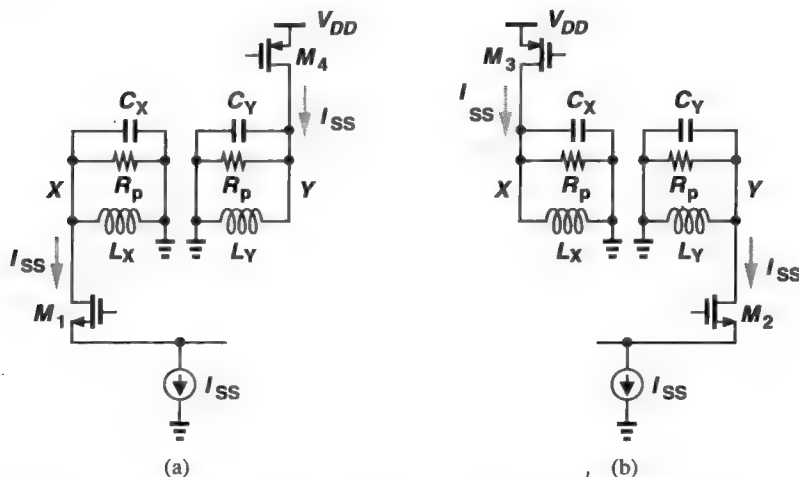 V_DD
M_4
C_X
C_Y
I_SS
X
R_p
R_p
Y
L_X
L_Y
I_SS
M_1
I_SS
(a)
V_DD
M_3
I_SS
C_X
C_Y
X
R_p
R_p
Y
L_X
L_Y
I_SS
M_2
I_SS
(b)